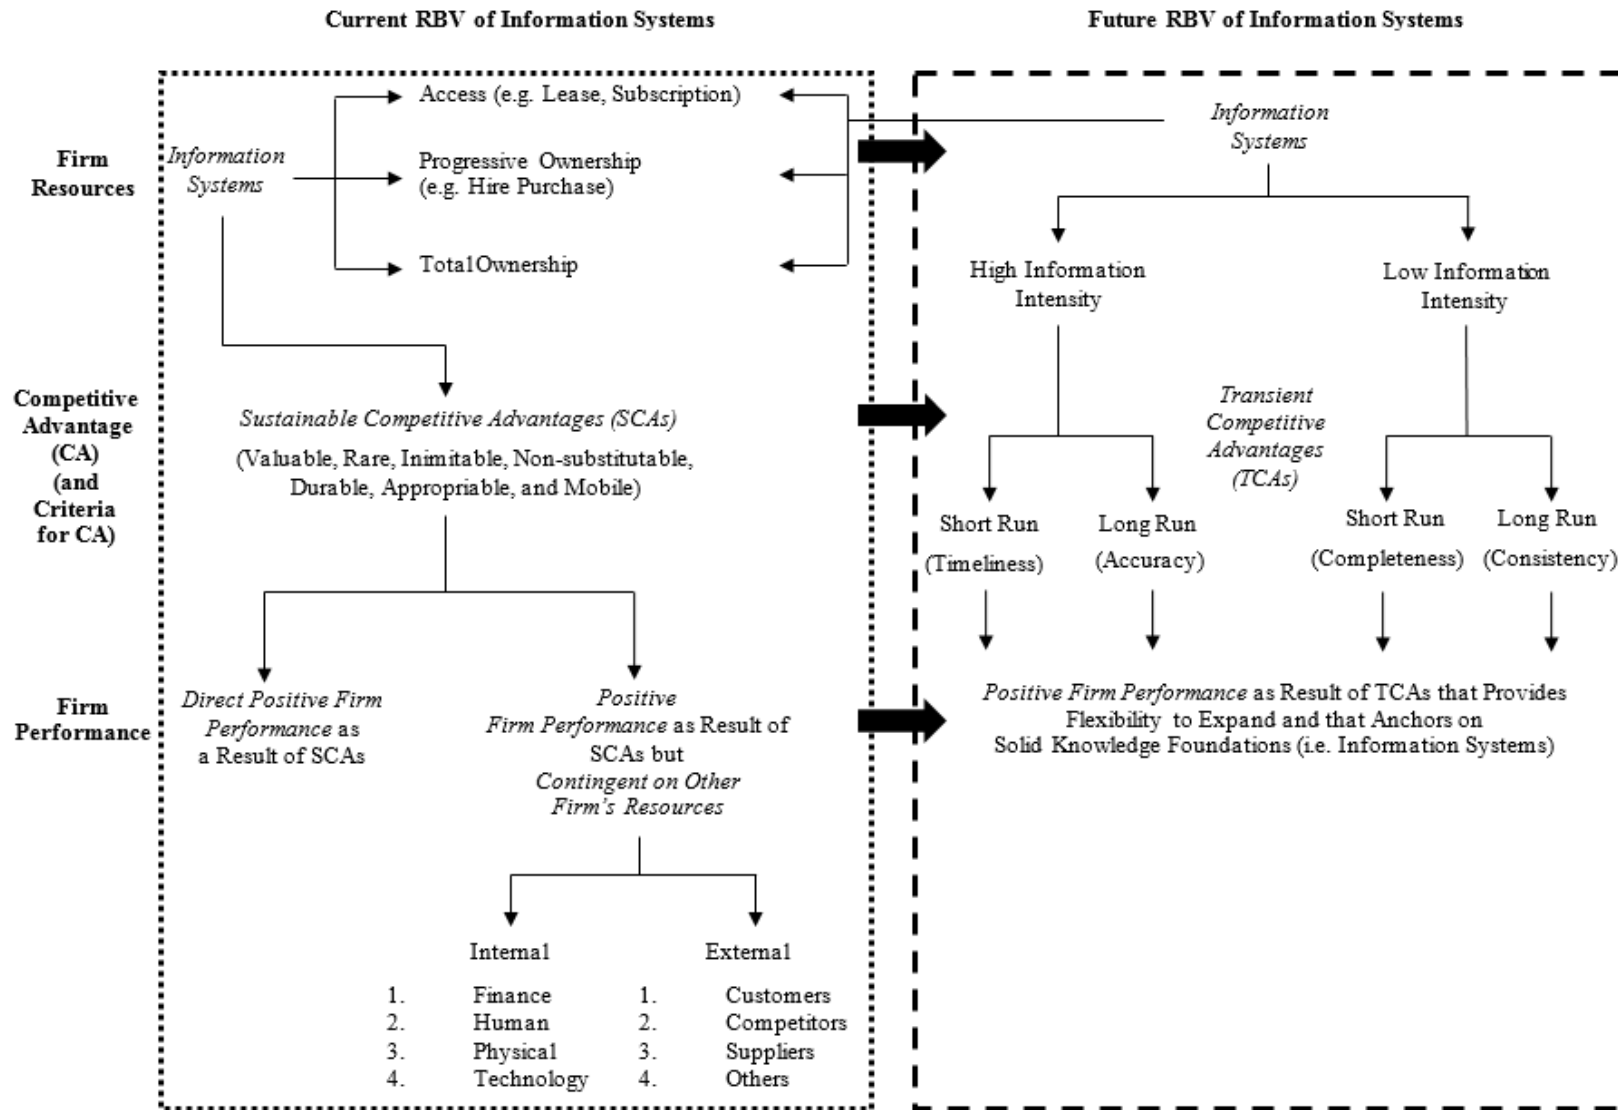 Current RBV of Information Systems
Future RBV of Information Systems
Firm
Resources
Information
Systems
Access (e.g. Lease, Subscription)
Progressive Ownership
(e.g. Hire Purchase)
Total Ownership
Information
Systems
High Information
Intensity
Low Information
Intensity
Competitive
Advantage
(CA)
(and
Criteria
for CA)
Sustainable Competitive Advantages (SCAs)
(Valuable, Rare, Inimitable, Non-substitutable,
Durable, Appropriable, and Mobile)
Transient
Competitive
Advantages
(TCAs)
Short Run
(Timeliness)
Long Run
(Accuracy)
Short Run
(Completeness)
Long Run
(Consistency)
Firm
Performance
Direct Positive Firm
Performance as
a Result of SCAs
Positive
Firm Performance as Result of
SCAs but
Contingent on Other
Firm's Resources
Positive Firm Performance as Result of TCAs that Provides
Flexibility to Expand and that Anchors on
Solid Knowledge Foundations (i.e. Information Systems)
Internal
1. Finance
2. Human
3. Physical
4. Technology
External
1. Customers
2. Competitors
3. Suppliers
4. Others